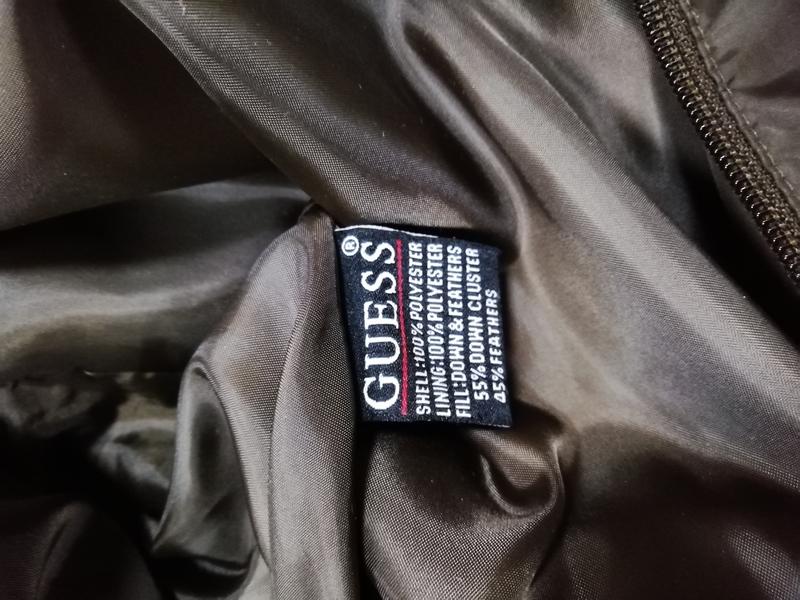 GUESS®
SHELL:100% POLYESTER
LINING:100% POLYESTER
FILL:DOWN & FEATHERS
55% DOWN CLUSTER
45% FEATHERS